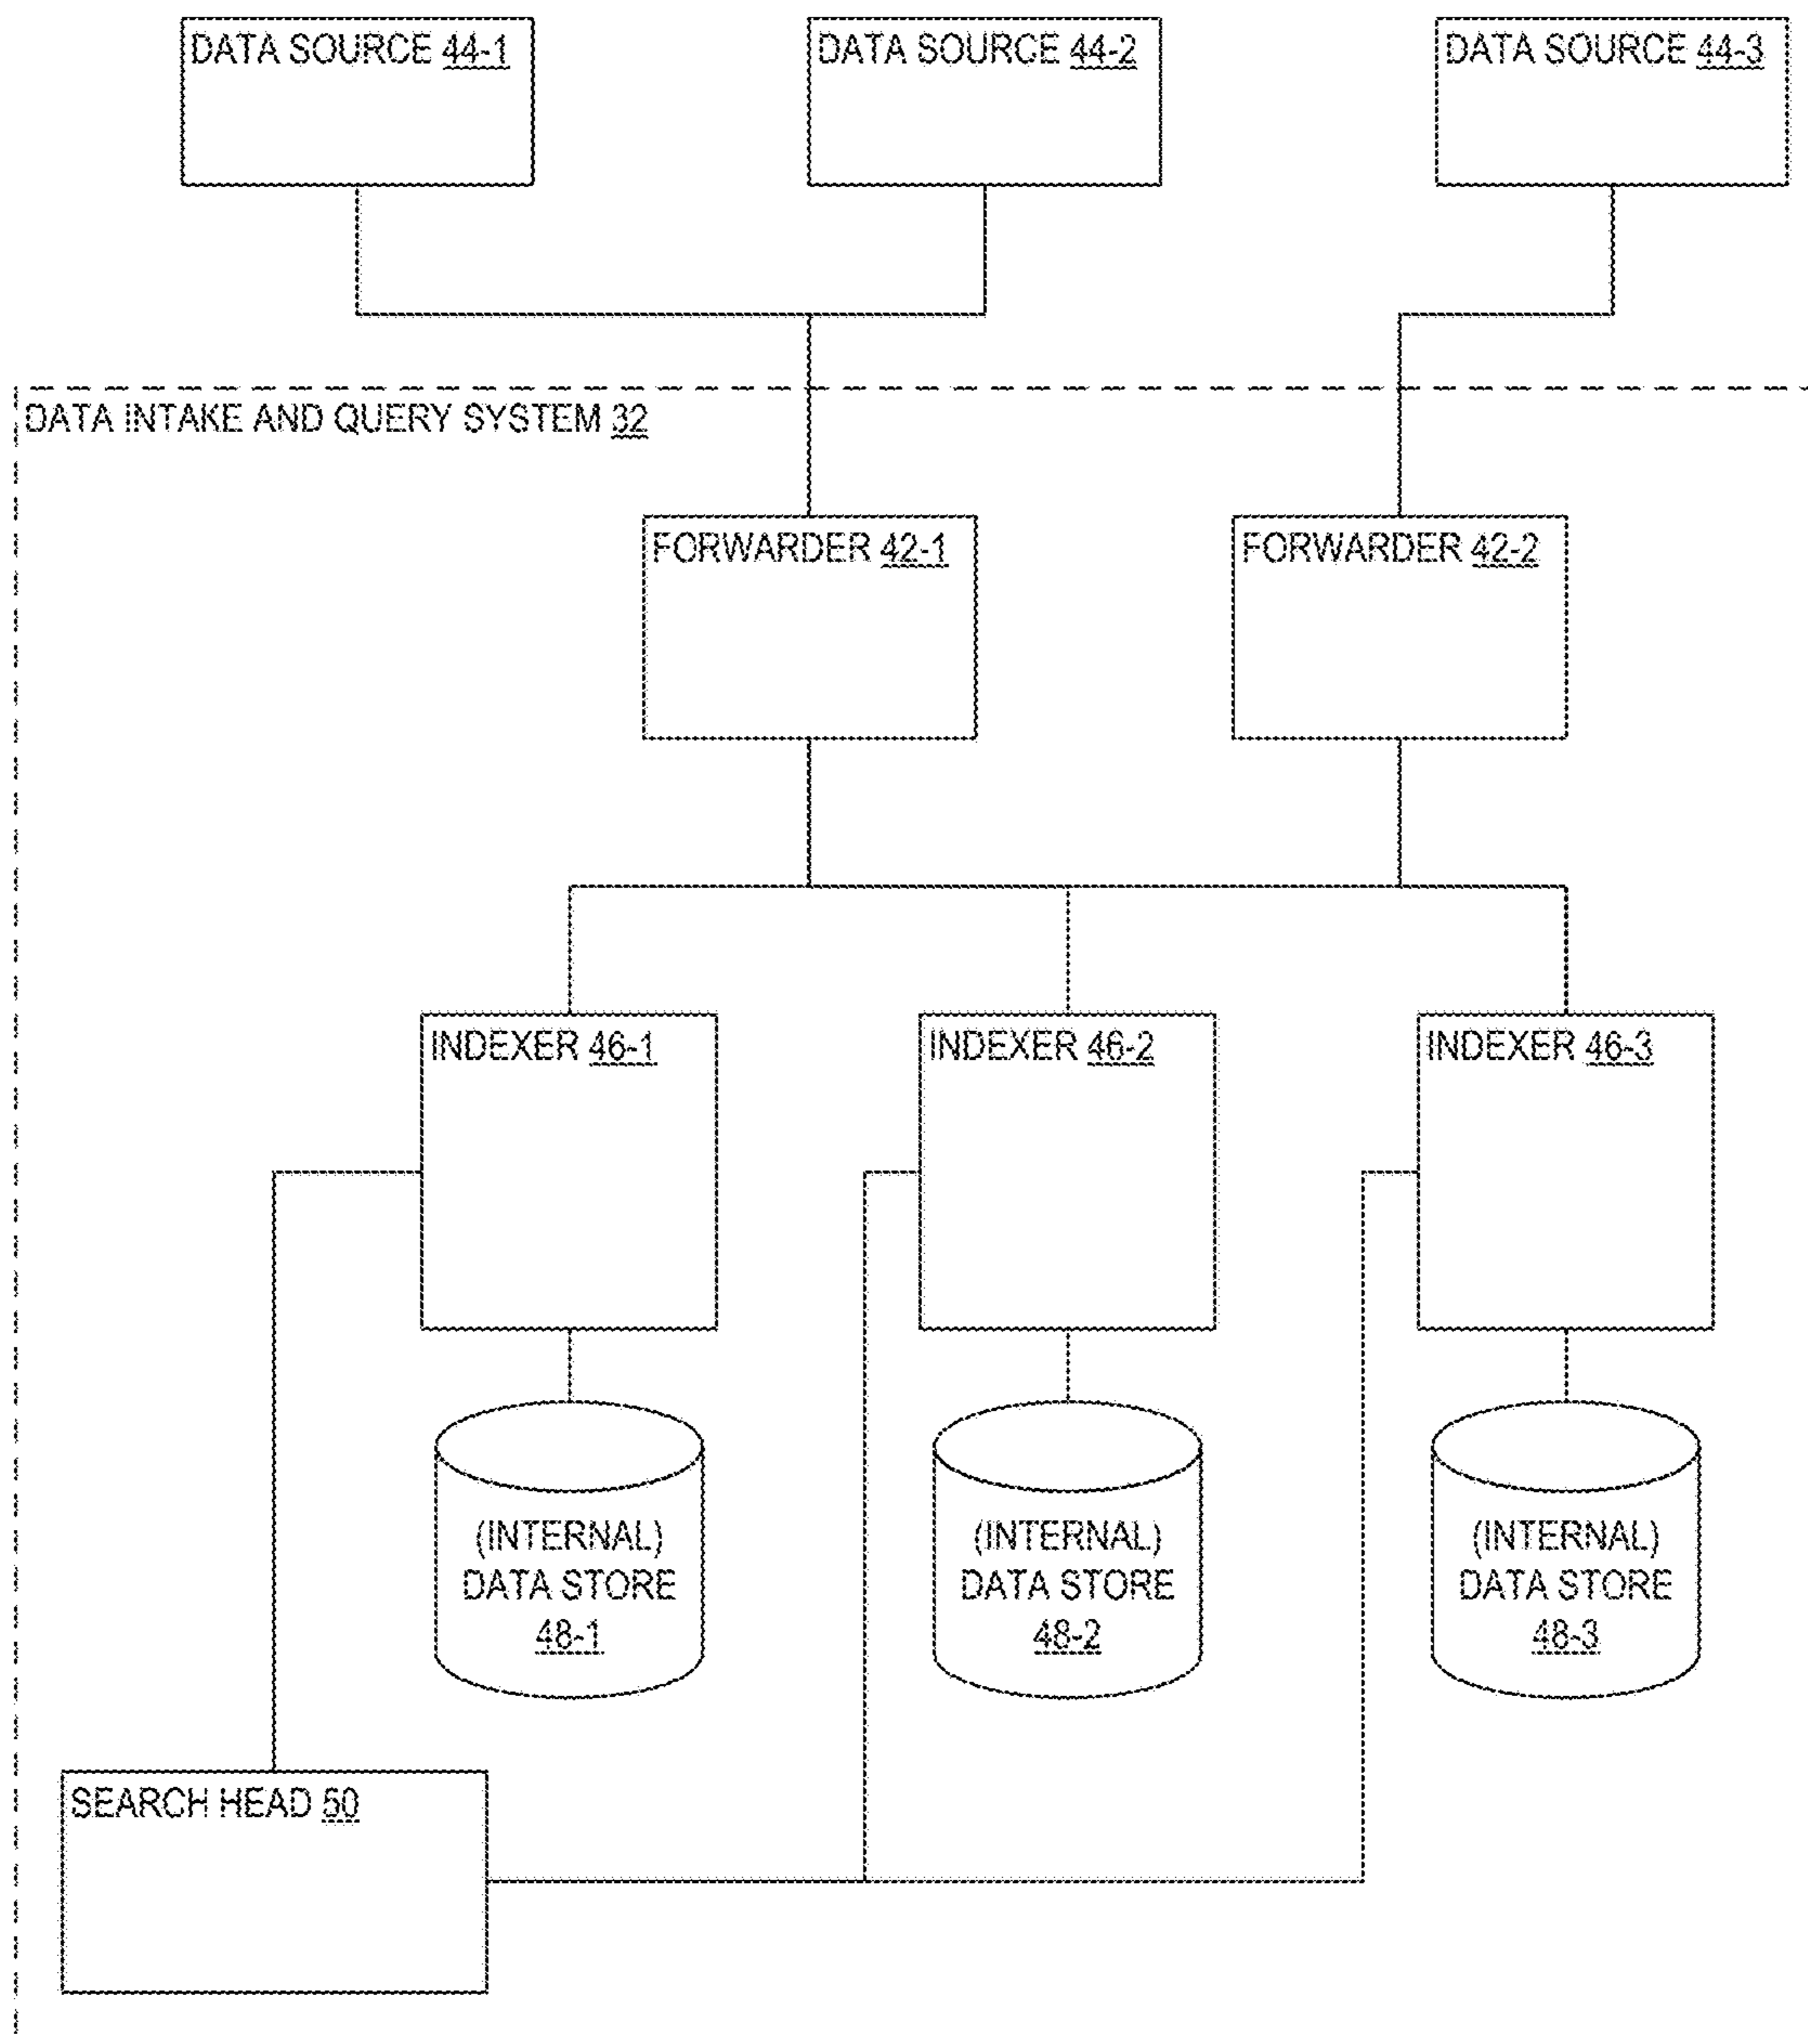 DATA SOURCE 44-1
DATA SOURCE 44-2
DATA SOURCE 44-3
DATA INTAKE AND QUERY SYSTEM 32
FORWARDER 42-1
FORWARDER 42-2
INDEXER 46-1
INDEXER 46-2
INDEXER 46-3
(INTERNAL)
DATA STORE
48-1
(INTERNAL)
DATA STORE
48-2
(INTERNAL)
DATA STORE
48-3
SEARCH HEAD 50